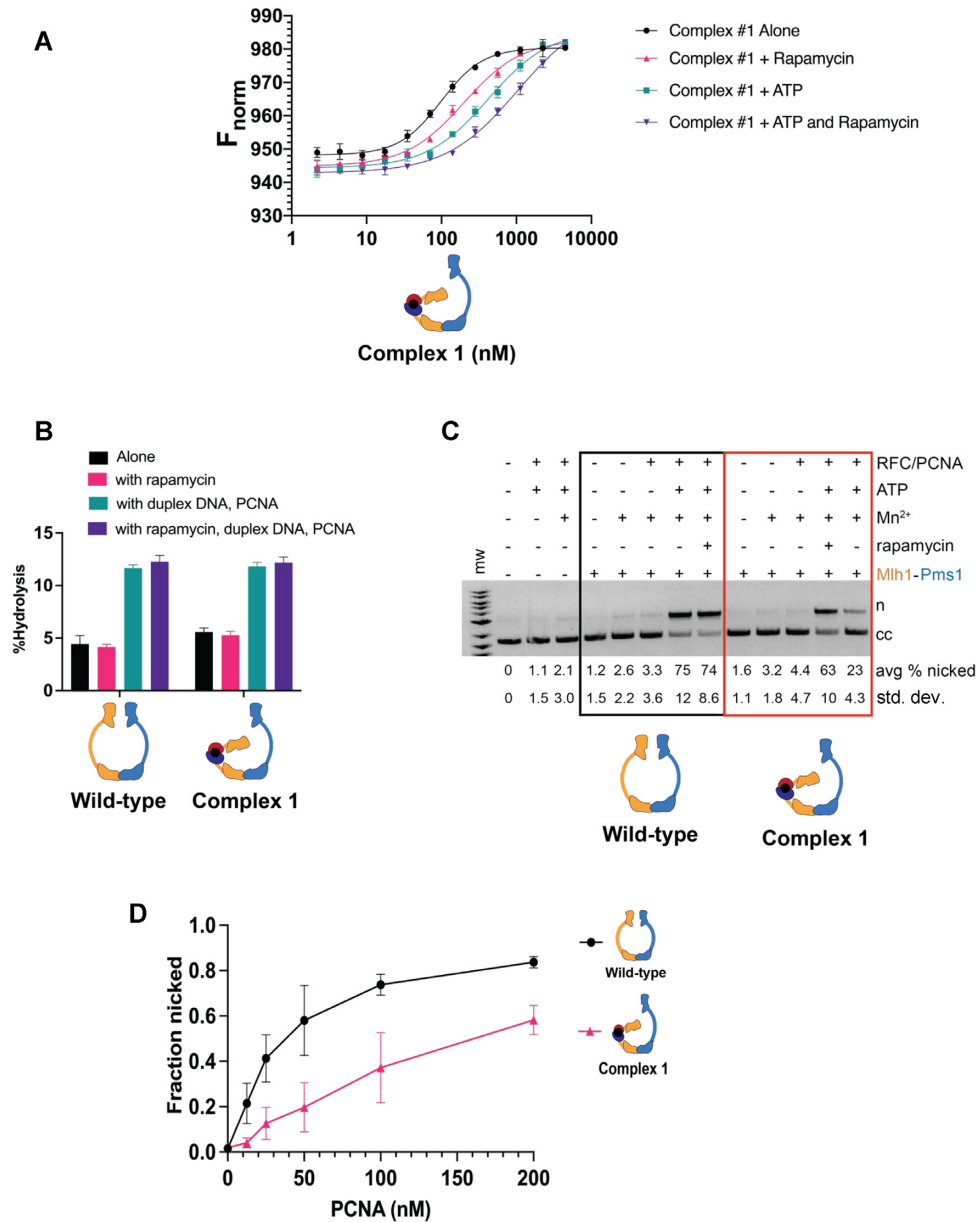 A
F norm
980
970
960
950
940
930
1
10
100
1000
10000
Complex #1 Alone
Complex #1 + Rapamycin
Complex #1 + ATP
Complex #1 + ATP and Rapamycin
Complex 1 (nM)
B
Alone
with rapamycin
with duplex DNA, PCNA
with rapamycin, duplex DNA, PCNA
%Hydrolysis
15
10
5
0
Wild-type
Complex 1
C
- + + - - + + + - - + + + RFC/PCNA
- + + - - - + + - - - + + ATP
- - + - + + + + - + + + + Mn2+
- - - - - - - + - - - + - rapamycin
- - - + + + + + + + + + + Mlh1-Pms1
mw
n
cc
0 1.1 2.1 1.2 2.6 3.3 75 74 1.6 3.2 4.4 63 23 avg % nicked
0 1.5 3.0 1.5 2.2 3.6 12 8.6 1.1 1.8 4.7 10 4.3 std. dev.
Wild-type
Complex 1
D
Fraction nicked
1.0
0.8
0.6
0.4
0.2
0.0
0
50
100
150
200
PCNA (nM)
Wild-type
Complex 1